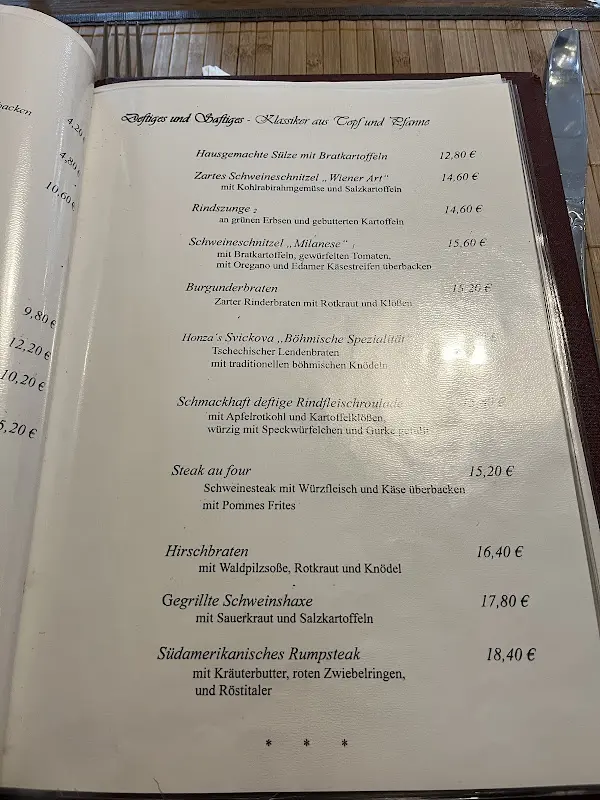 backen
4,20
4,80
10,60 €
9,80 €
12,20 €
10,20 €
5,20 €
Deftiges und Saftiges - Klassiker aus Topf und Pfanne
Hausgemachte Sülze mit Bratkartoffeln 12,80 €
Zartes Schweineschnitzel „Wiener Art" 14,60 €
mit Kohlrabirahmgemüse und Salzkartoffeln
Rindszunge 2 14,60 €
an grünen Erbsen und gebutterten Kartoffeln
Schweineschnitzel „Milanese" 1 15,60 €
mit Bratkartoffeln, gewürfelten Tomaten,
mit Oregano und Edamer Käsestreifen überbacken
Burgunderbraten 15,20 €
Zarter Rinderbraten mit Rotkraut und Klößen
Honza's Svickova „Böhmische Spezialität €
Tschechischer Lendenbraten
mit traditionellen böhmischen Knödeln
Schmackhaft deftige Rindfleischroulade €
mit Apfelrotkohl und Kartoffelklößen,
würzig mit Speckwürfelchen und Gurke gefüllt
Steak au four 15,20 €
Schweinesteak mit Würzfleisch und Käse überbacken
mit Pommes Frites
Hirschbraten 16,40 €
mit Waldpilzsoße, Rotkraut und Knödel
Gegrillte Schweinshaxe 17,80 €
mit Sauerkraut und Salzkartoffeln
Südamerikanisches Rumpsteak 18,40 €
mit Kräuterbutter, roten Zwiebelringen,
und Röstitaler
* * *